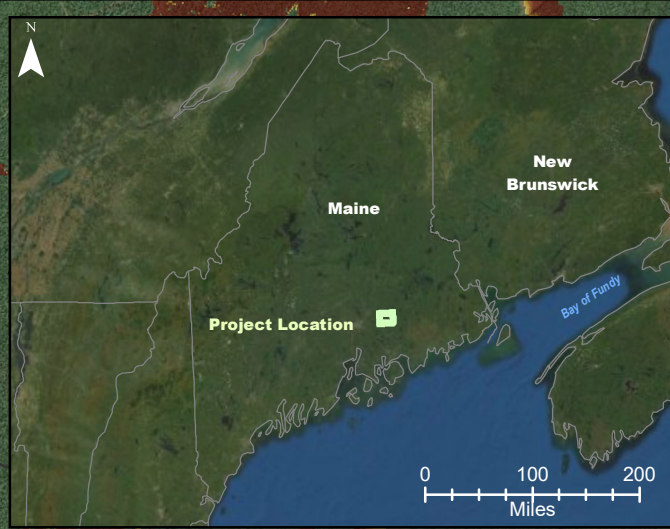 N
Maine
New
Brunswick
Bay of Fundy
Project Location
0 100 200
Miles